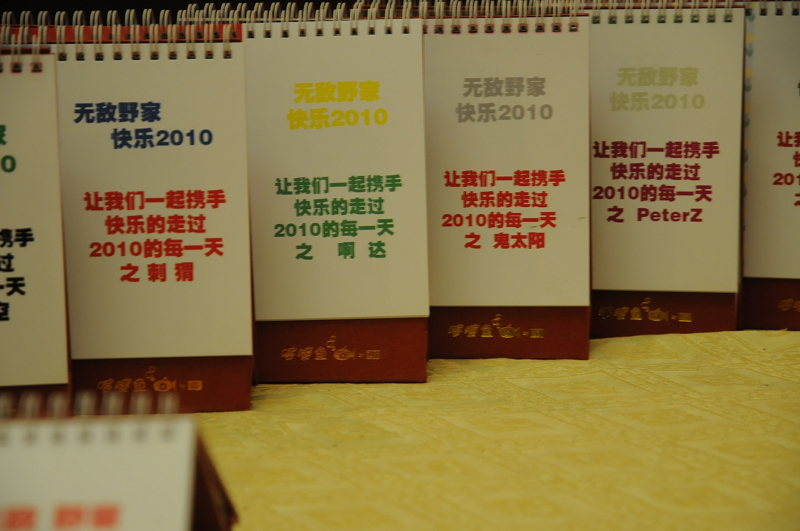 无敌野家
快乐2010
让我们一起携手
快乐的走过
2010的每一天
之 刺 猬
无敌野家
快乐2010
让我们一起携手
快乐的走过
2010的每一天
之 啊 达
无敌野家
快乐2010
让我们一起携手
快乐的走过
2010的每一天
之 鬼太阳
无敌野家
快乐2010
让我们一起携手
快乐的走过
2010的每一天
之 PeterZ